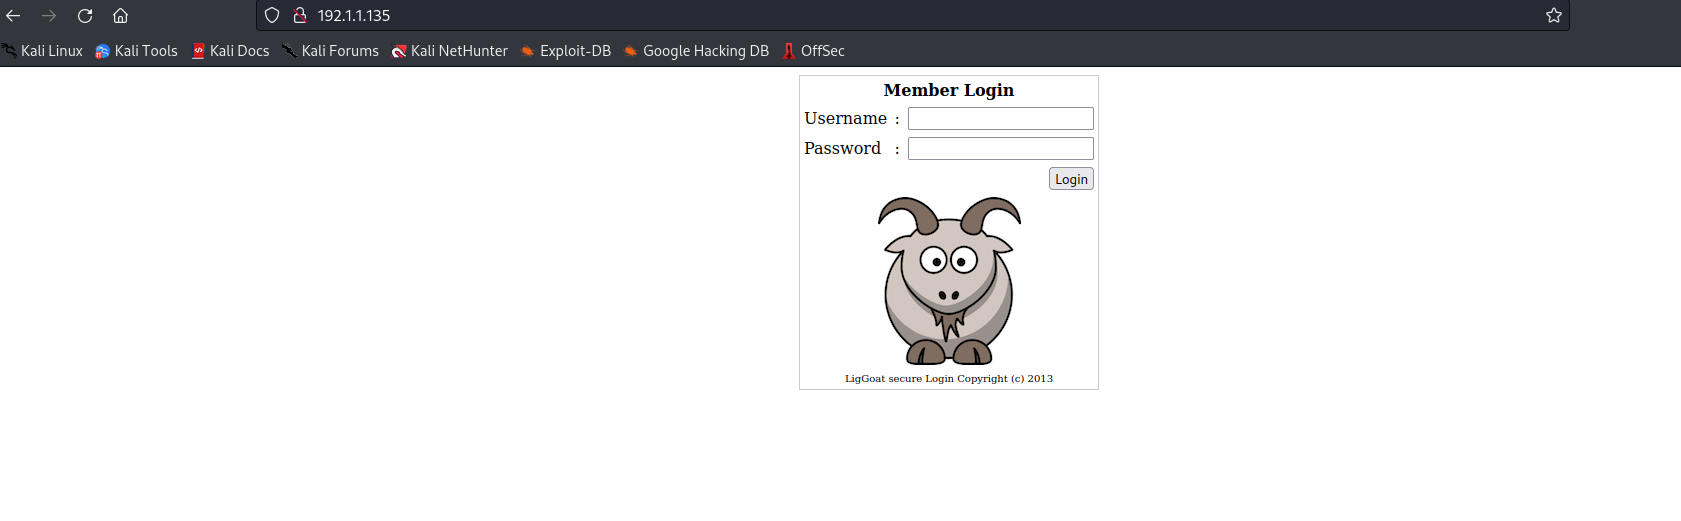 192.1.1.135
Kali Linux Kali Tools Kali Docs Kali Forums Kali NetHunter Exploit-DB Google Hacking DB OffSec
Member Login
Username :
Password :
Login
LigGoat secure Login Copyright (c) 2013